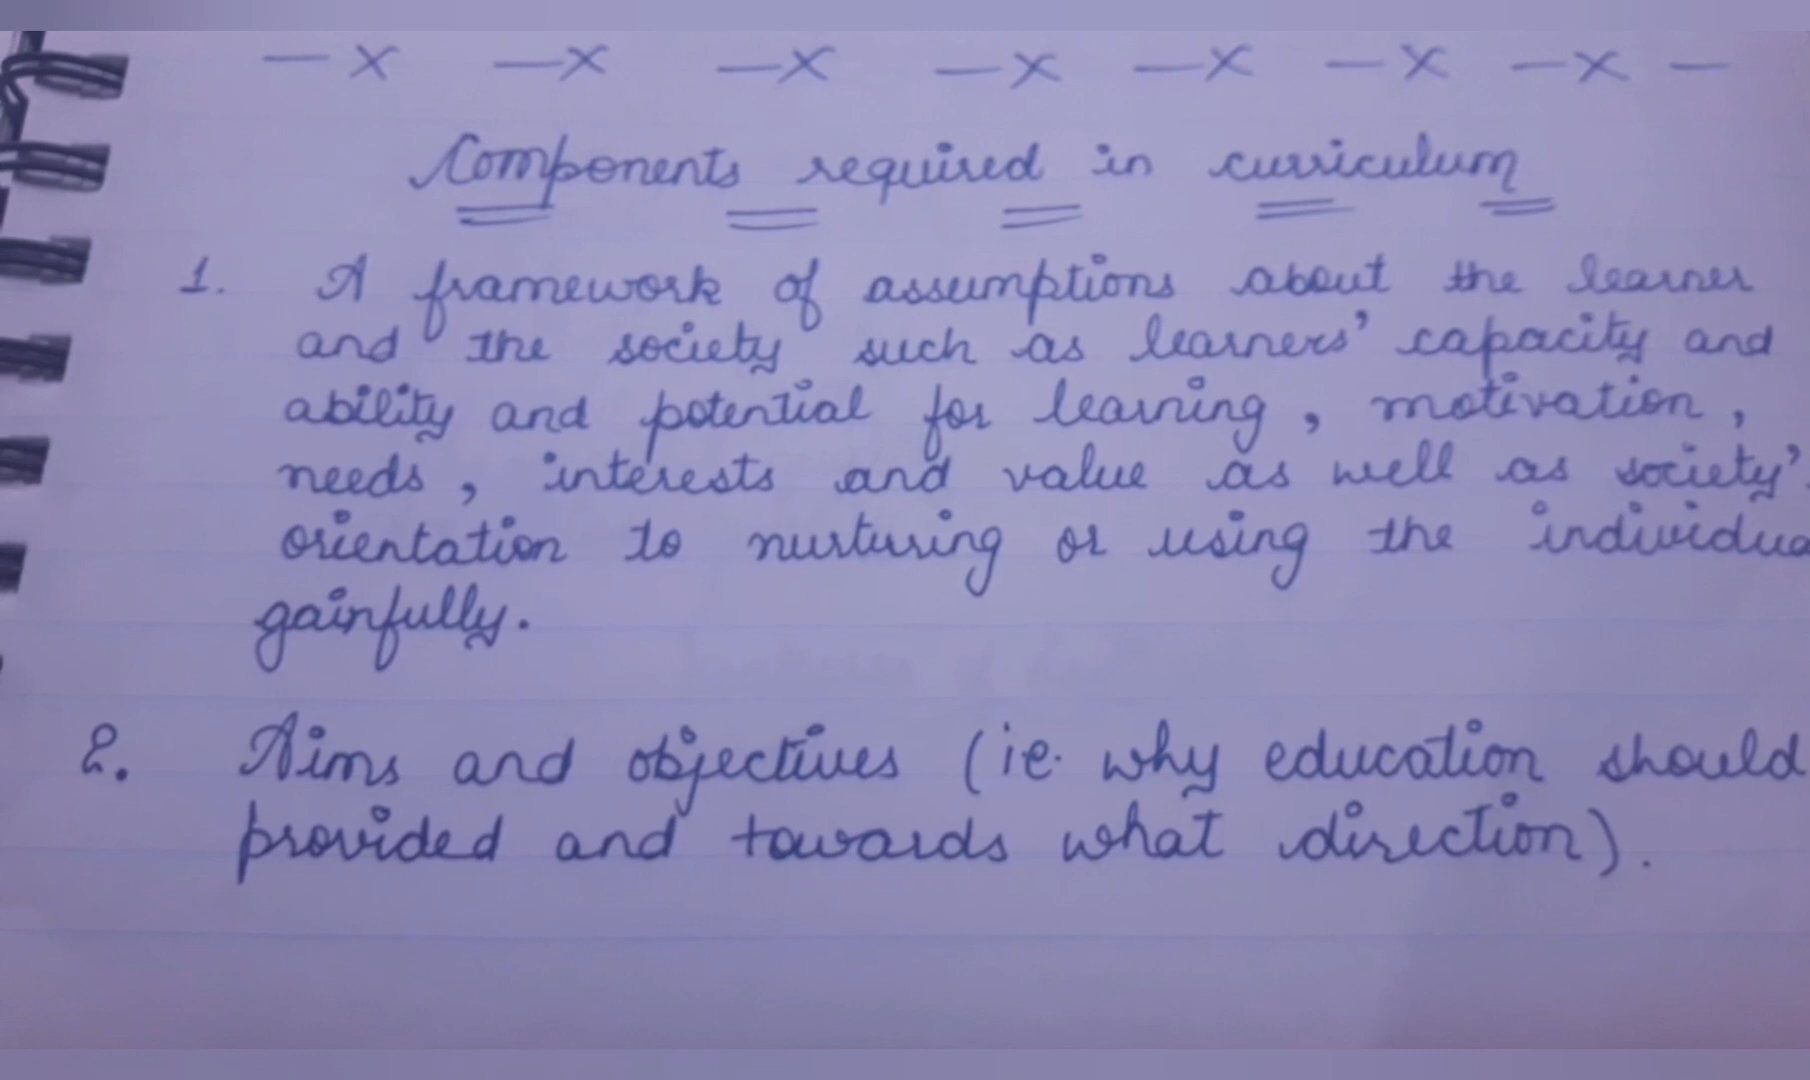 — x — x — x — x — x — x — x —
Components required in curriculum
1. A framework of assumptions about the learner
and the society such as learners' capacity and
ability and potential for learning, motivation,
needs, interests and value as well as society'
orientation to nurturing or using the individua
gainfully.
2. Aims and objectives (ie. why education should
provided and towards what direction).